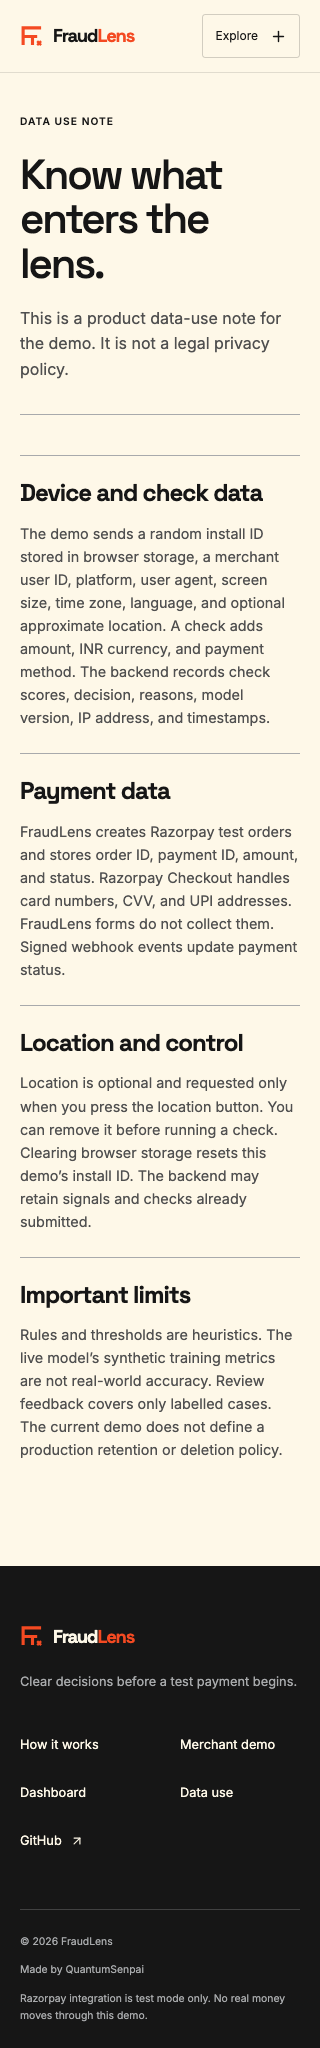 FraudLens
Explore
DATA USE NOTE
Know what
enters the
lens.
This is a product data-use note for
the demo. It is not a legal privacy
policy.
Device and check data
The demo sends a random install ID
stored in browser storage, a merchant
user ID, platform, user agent, screen
size, time zone, language, and optional
approximate location. A check adds
amount, INR currency, and payment
method. The backend records check
scores, decision, reasons, model
version, IP address, and timestamps.
Payment data
FraudLens creates Razorpay test orders
and stores order ID, payment ID, amount,
and status. Razorpay Checkout handles
card numbers, CVV, and UPI addresses.
FraudLens forms do not collect them.
Signed webhook events update payment
status.
Location and control
Location is optional and requested only
when you press the location button. You
can remove it before running a check.
Clearing browser storage resets this
demo’s install ID. The backend may
retain signals and checks already
submitted.
Important limits
Rules and thresholds are heuristics. The
live model’s synthetic training metrics
are not real-world accuracy. Review
feedback covers only labelled cases.
The current demo does not define a
production retention or deletion policy.
FraudLens
Clear decisions before a test payment begins.
How it works
Merchant demo
Dashboard
Data use
GitHub
© 2026 FraudLens
Made by QuantumSenpai
Razorpay integration is test mode only. No real money
moves through this demo.